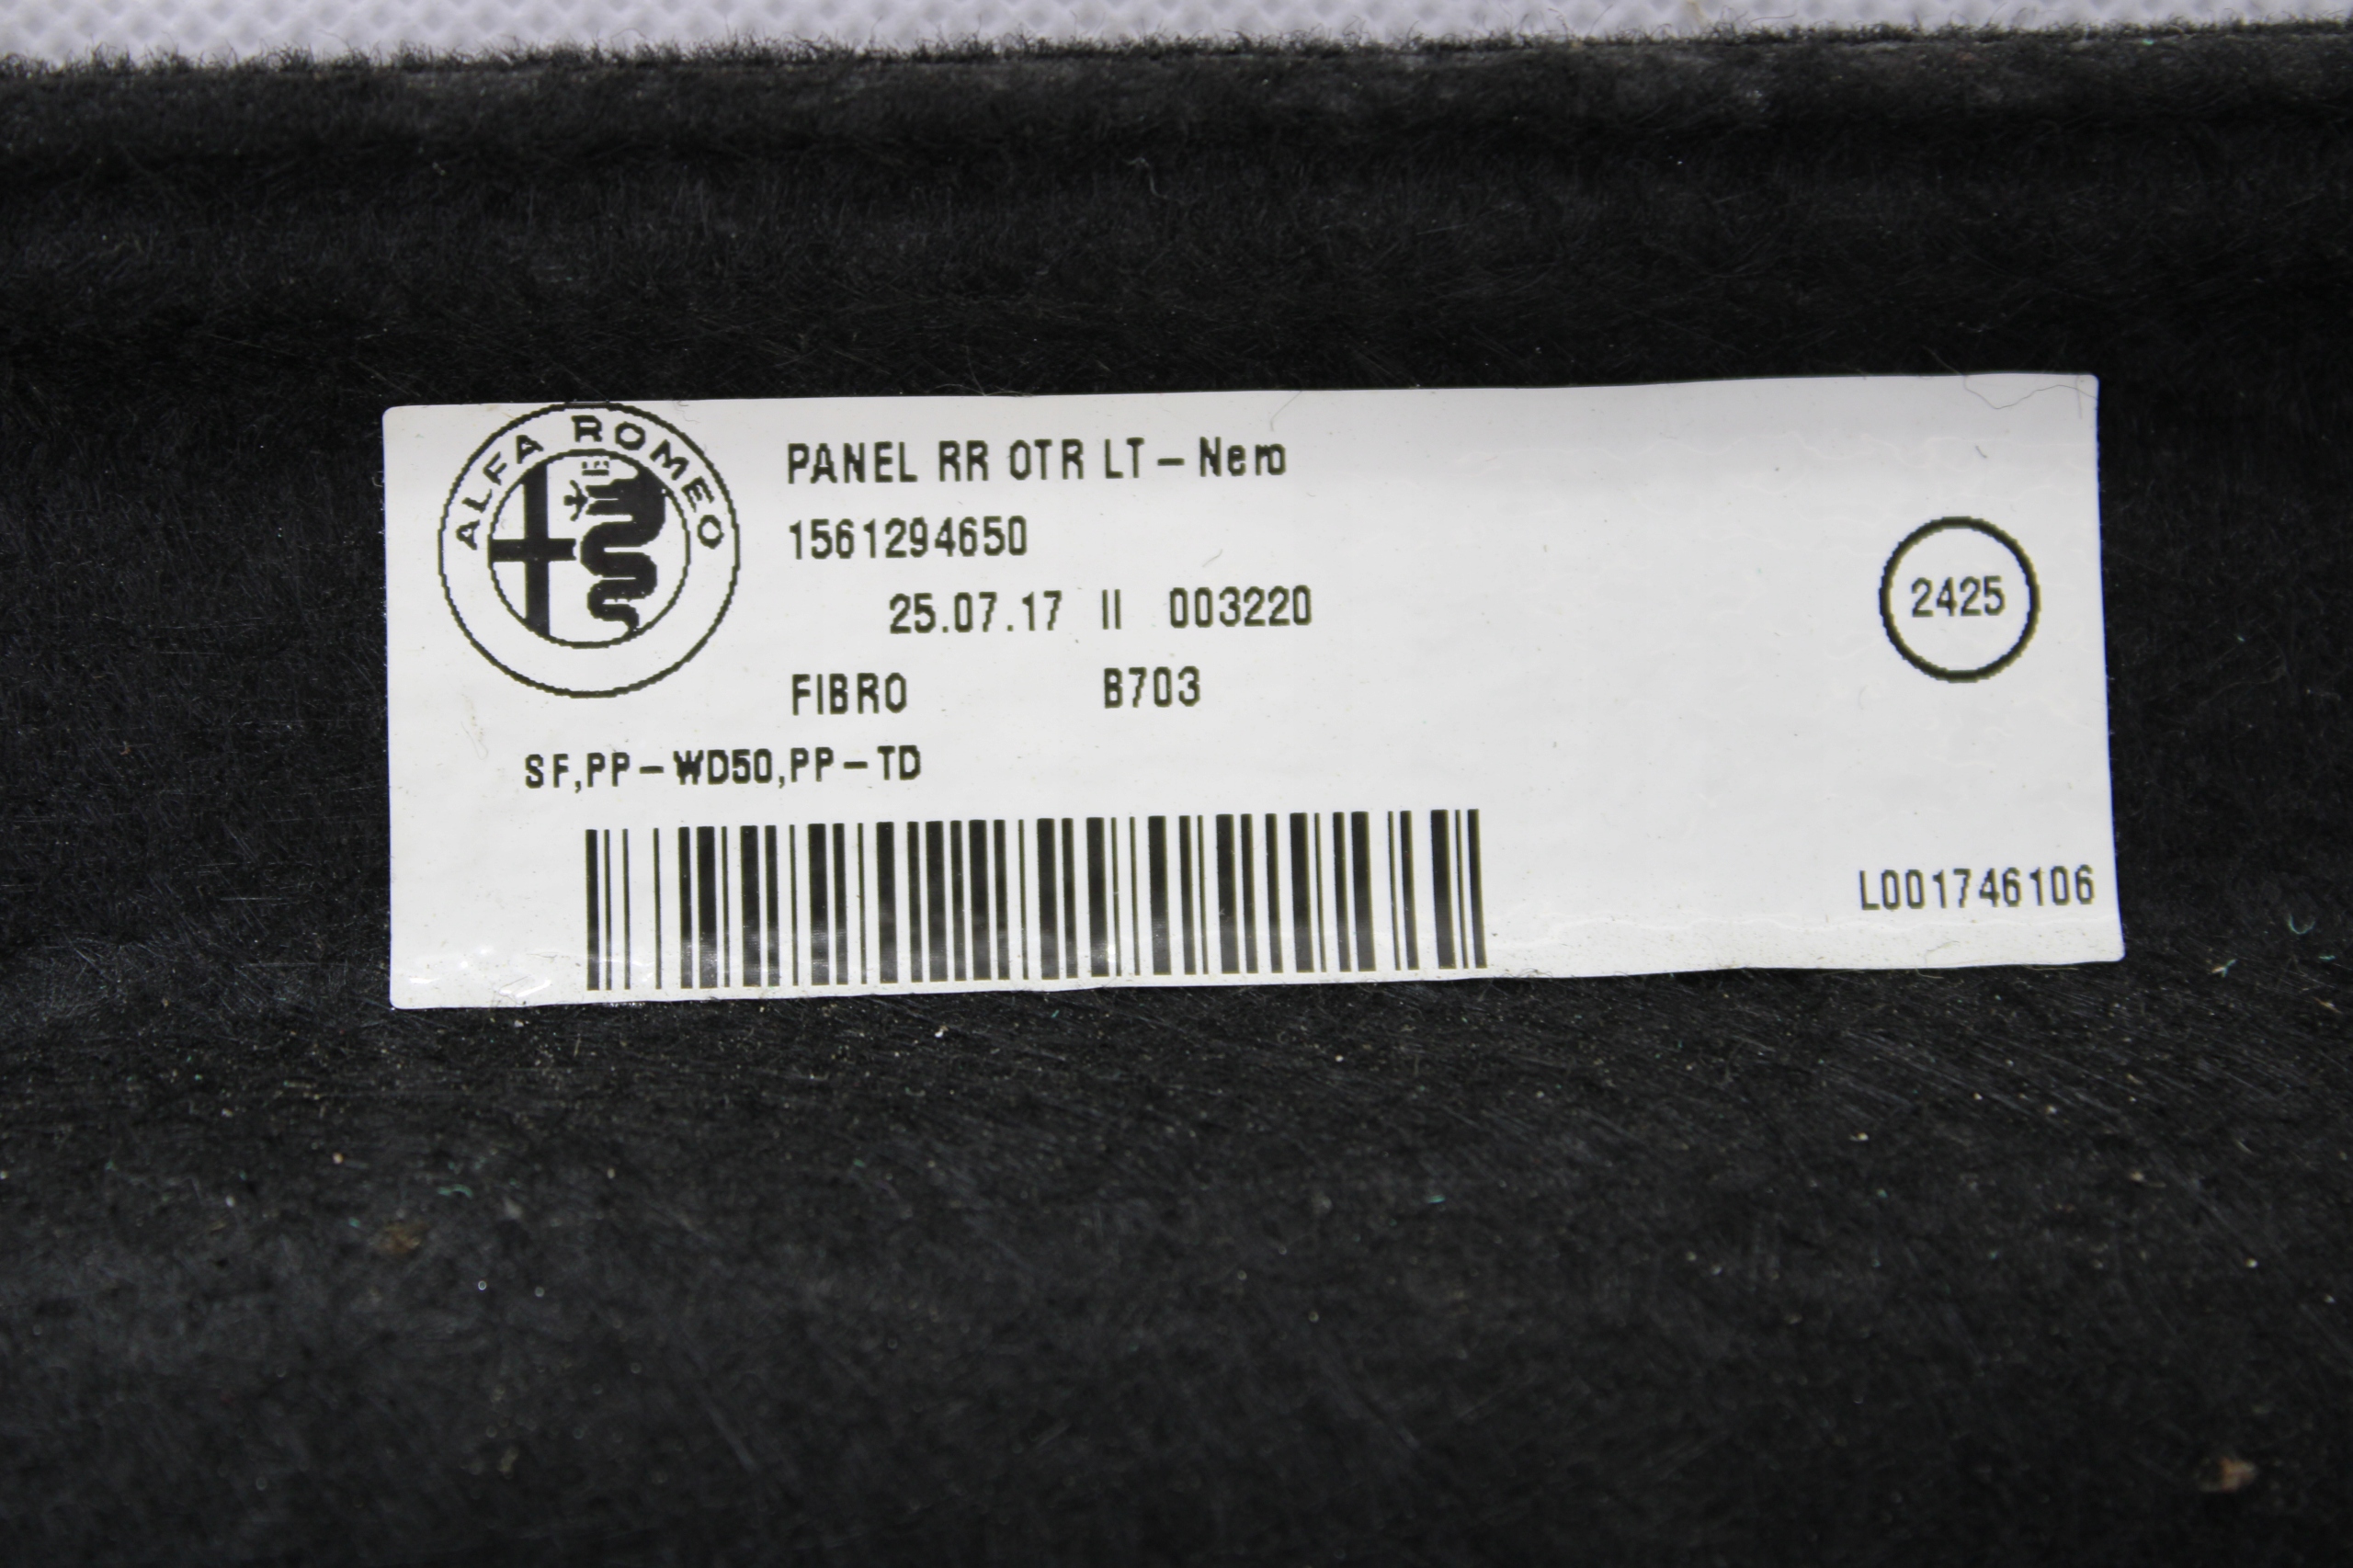 ALFA ROMEO
PANEL RR OTR LT - Nero
1561294650
25.07.17 II 003220
2425
FIBRO B703
SF,PP-WD50,PP-TD
L001746106